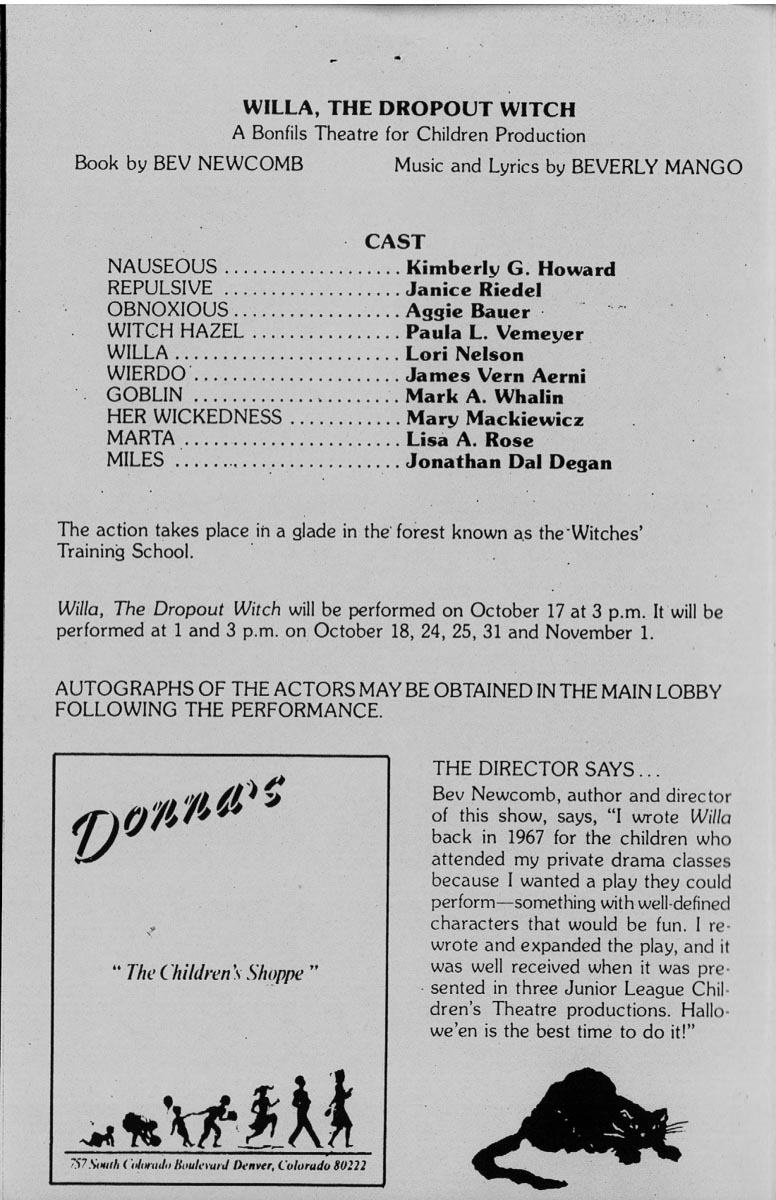 WILLA, THE DROPOUT WITCH
A Bonfils Theatre for Children Production
Book by BEV NEWCOMB Music and Lyrics by BEVERLY MANGO
CAST
NAUSEOUS ................... Kimberly G. Howard
REPULSIVE ................... Janice Riedel
OBNOXIOUS .................. Aggie Bauer
WITCH HAZEL ................ Paula L. Vemeyer
WILLA ........................ Lori Nelson
WIERDO ...................... James Vern Aerni
GOBLIN ...................... Mark A. Whalin
HER WICKEDNESS ............ Mary Mackiewicz
MARTA ....................... Lisa A. Rose
MILES ........................ Jonathan Dal Degan
The action takes place in a glade in the forest known as the Witches'
Training School.
Willa, The Dropout Witch will be performed on October 17 at 3 p.m. It will be
performed at 1 and 3 p.m. on October 18, 24, 25, 31 and November 1.
AUTOGRAPHS OF THE ACTORS MAY BE OBTAINED IN THE MAIN LOBBY
FOLLOWING THE PERFORMANCE.
Donna's
" The Children's Shoppe "
757 South Colorado Boulevard Denver, Colorado 80222
THE DIRECTOR SAYS...
Bev Newcomb, author and director
of this show, says, "I wrote Willa
back in 1967 for the children who
attended my private drama classes
because I wanted a play they could
perform—something with well-defined
characters that would be fun. I re-
wrote and expanded the play, and it
was well received when it was pre-
sented in three Junior League Chil-
dren's Theatre productions. Hallo-
we'en is the best time to do it!"